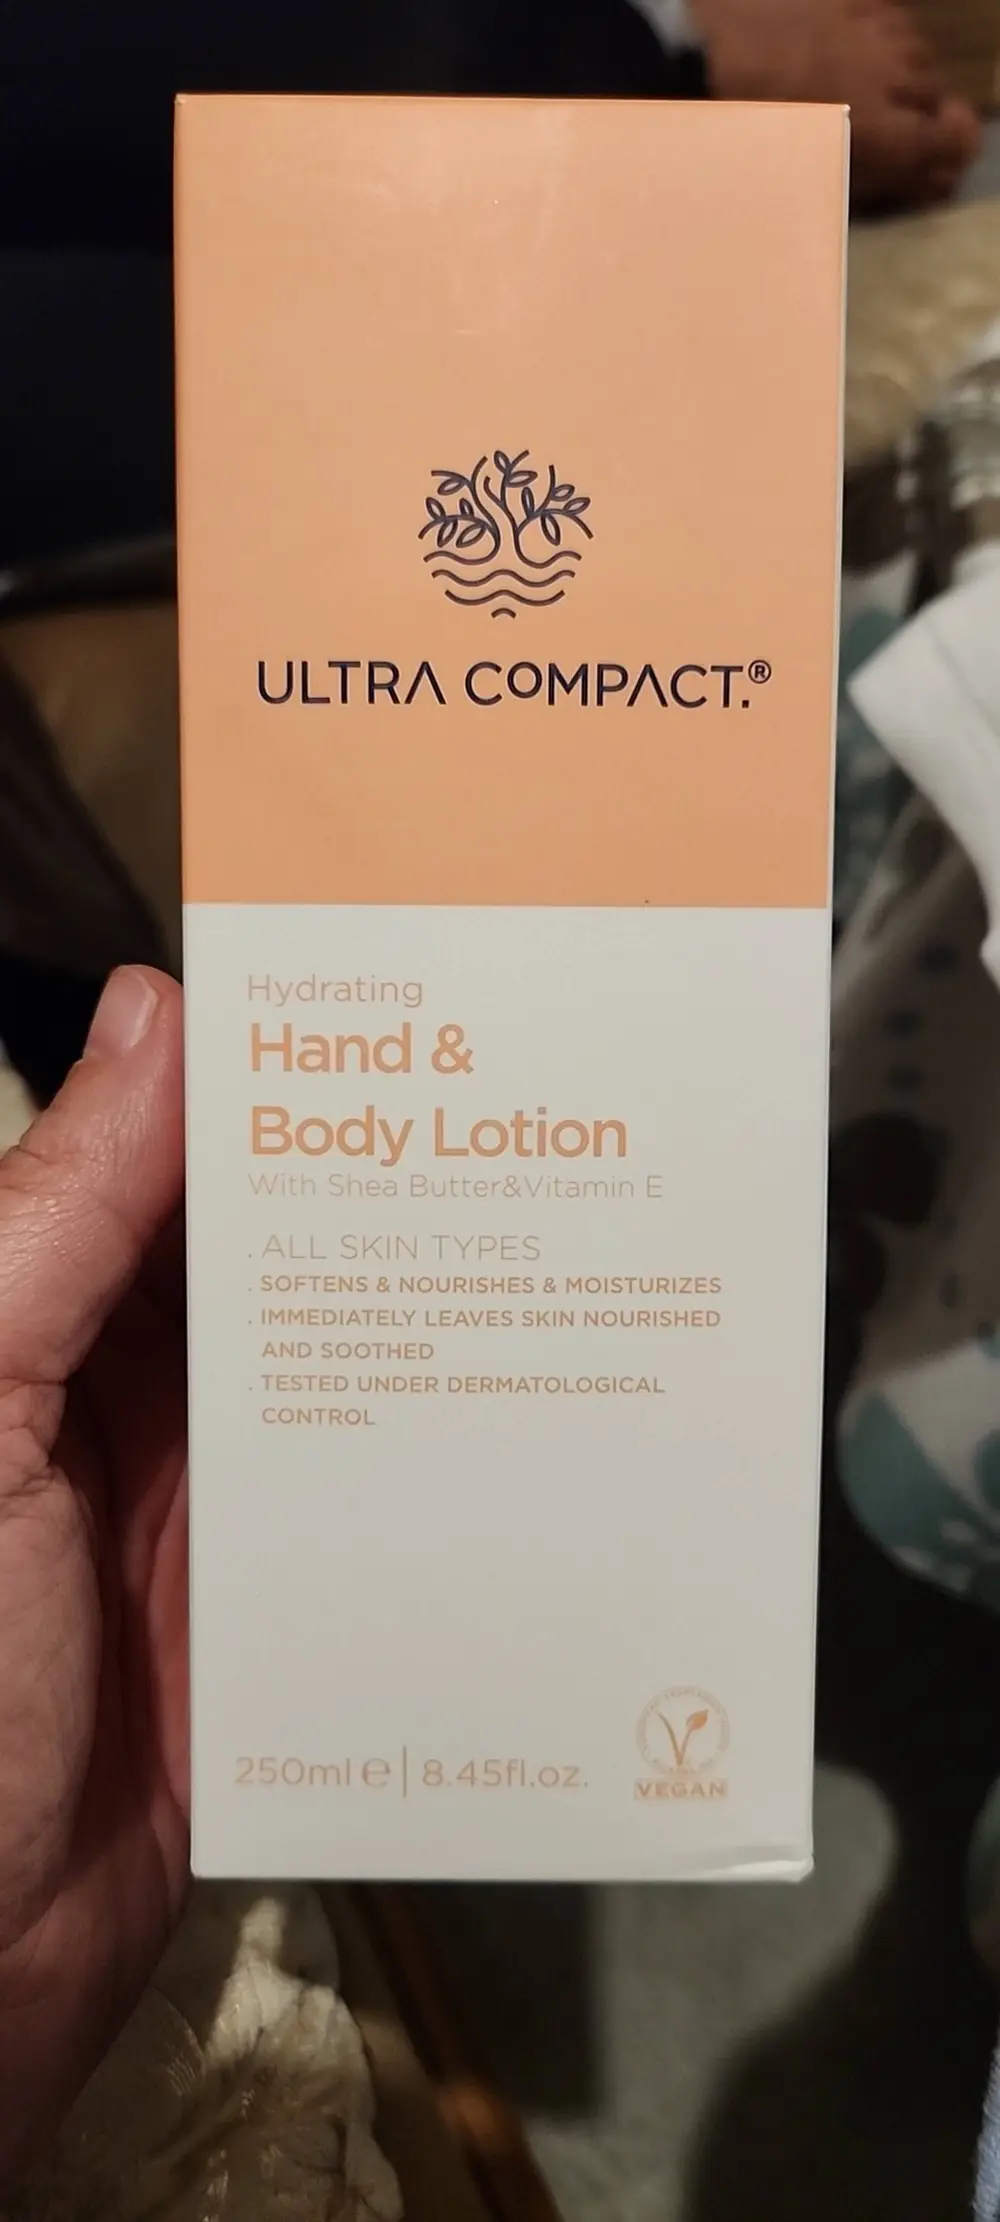 ULTRA COMPACT.®
Hydrating
Hand &
Body Lotion
With Shea Butter&Vitamin E
. ALL SKIN TYPES
. SOFTENS & NOURISHES & MOISTURIZES
. IMMEDIATELY LEAVES SKIN NOURISHED
AND SOOTHED
. TESTED UNDER DERMATOLOGICAL
CONTROL
250ml e | 8.45fl.oz.
VEGAN